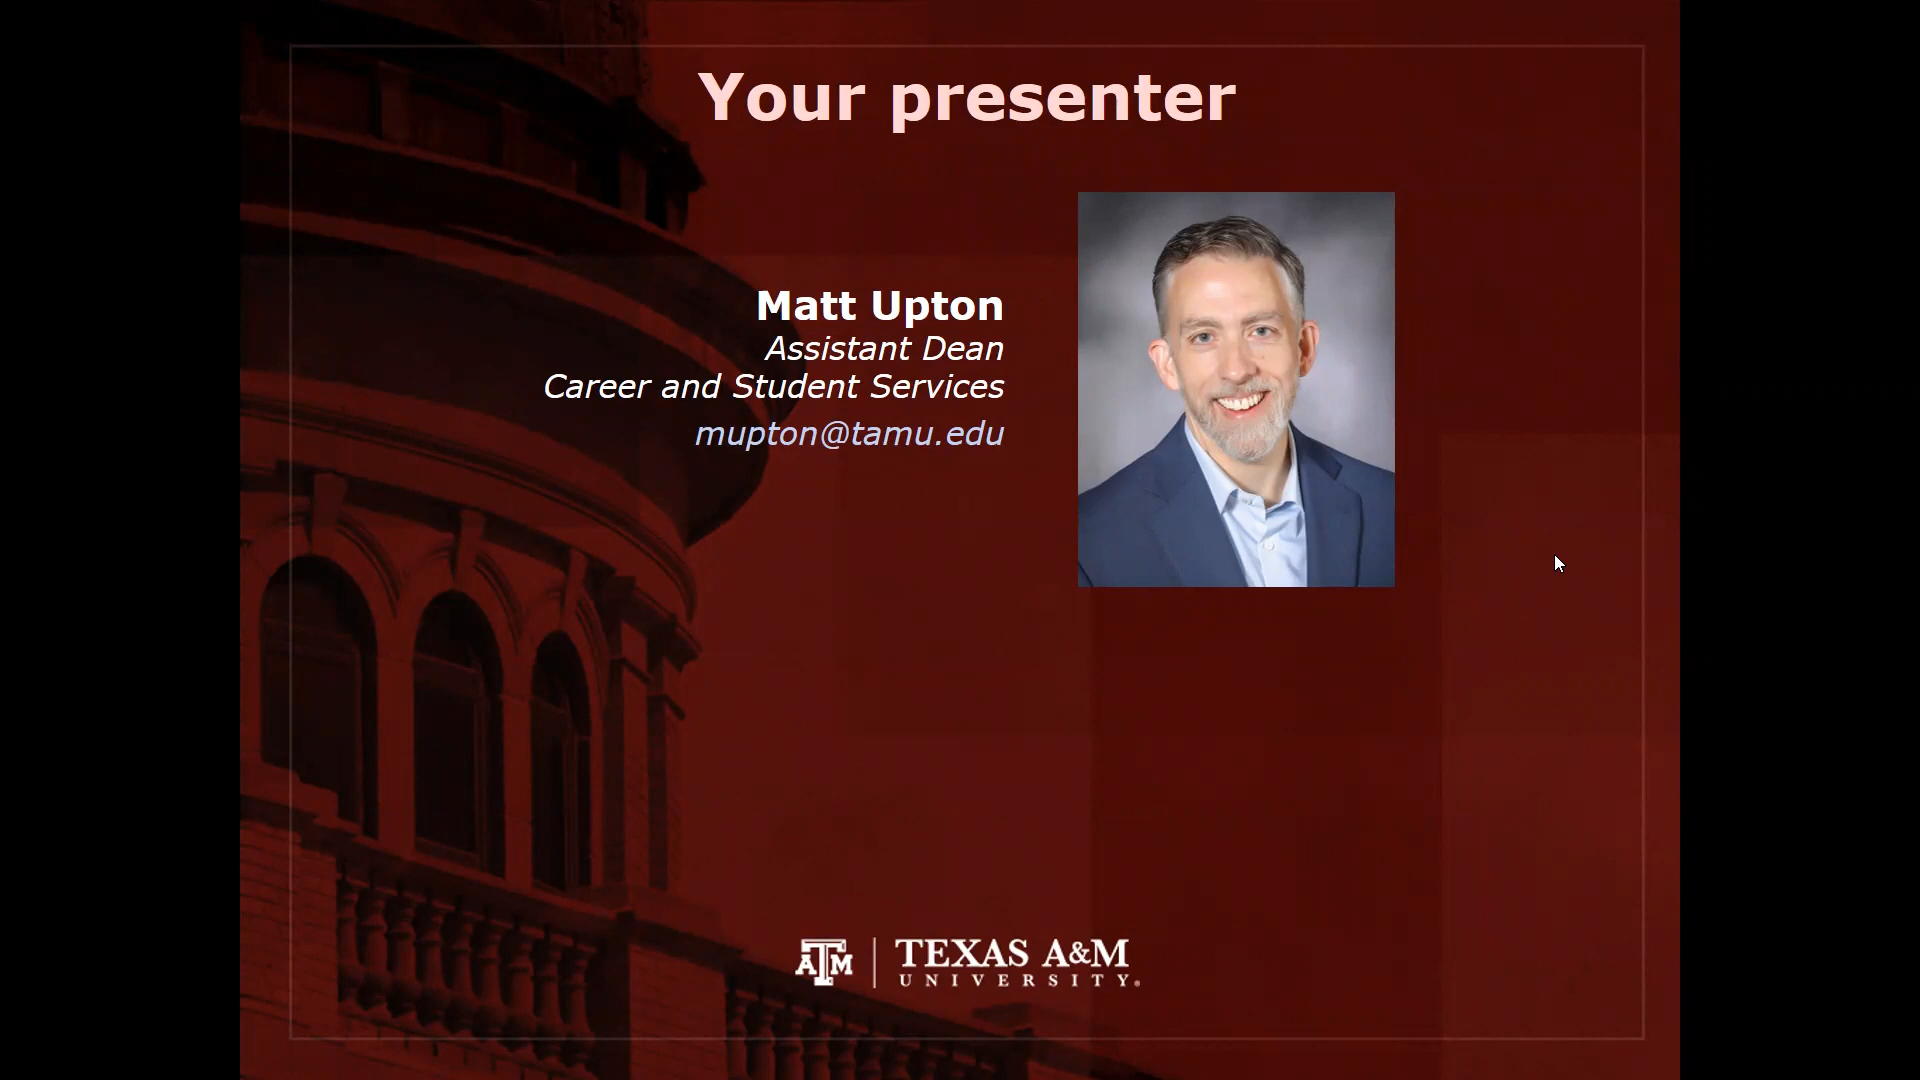 Your presenter
Matt Upton
Assistant Dean
Career and Student Services
mupton@tamu.edu
ATM
TEXAS A&M
UNIVERSITY®